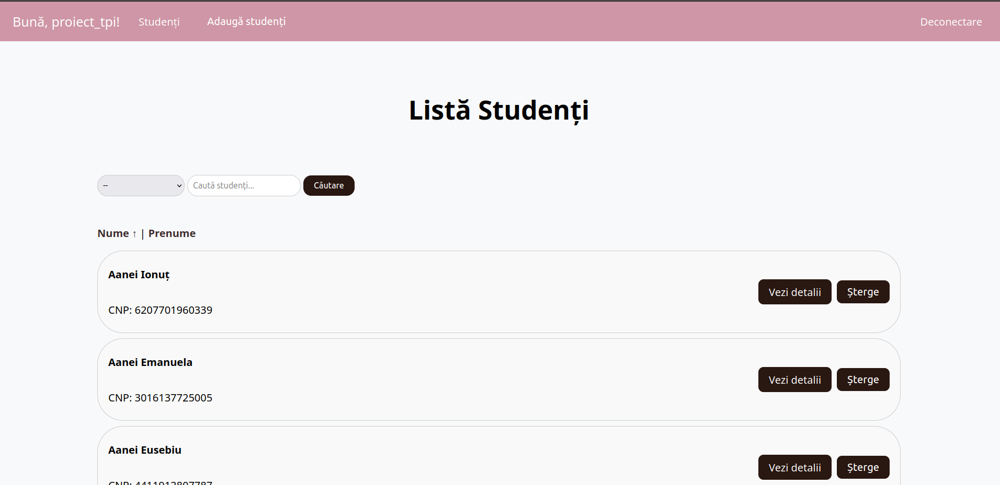 Bună, proiect_tpi! Studenți Adaugă studenți Deconectare
Listă Studenți
-- Caută studenți... Căutare
Nume ↑ | Prenume
Aanei Ionuț
Vezi detalii Șterge
CNP: 6207701960339
Aanei Emanuela
Vezi detalii Șterge
CNP: 3016137725005
Aanei Eusebiu
Vezi detalii Șterge
CNP: 4411912807787